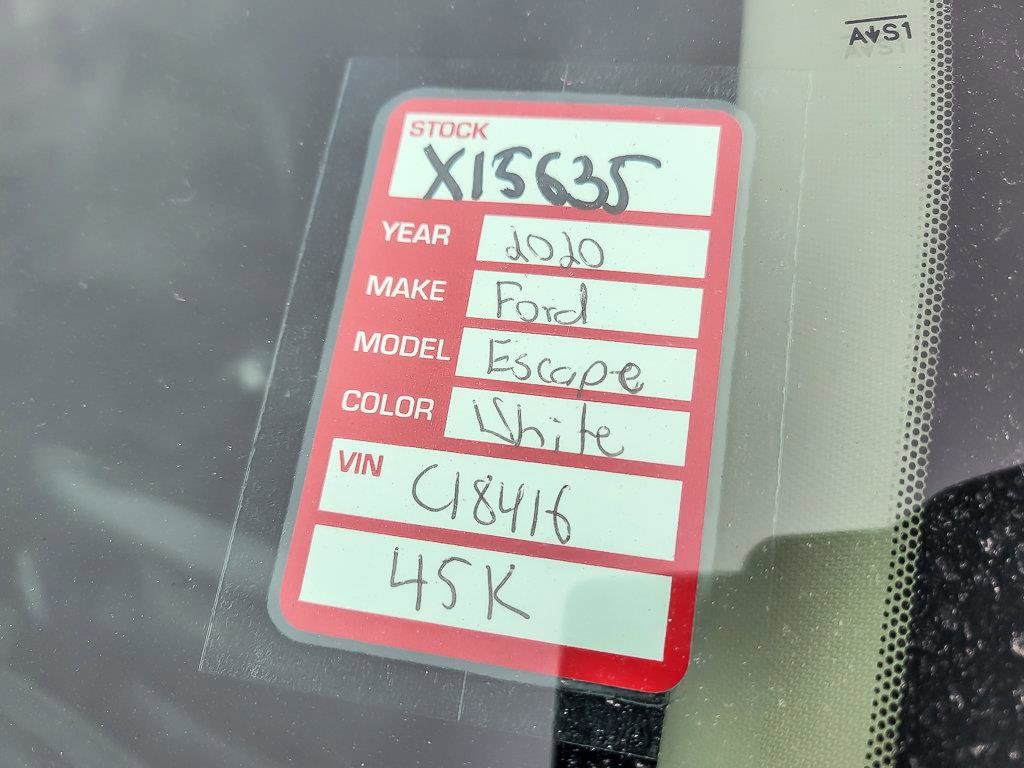 A↓S1
STOCK
X15635
YEAR 2020
MAKE Ford
MODEL Escape
COLOR White
VIN C18416
45K